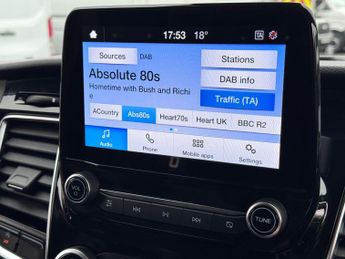 17:53 18° TA
Sources DAB Stations
Absolute 80s
DAB info
Hometime with Bush and Richi
e
Traffic (TA)
ACountry Abs80s Heart70s Heart UK BBC R2
Audio Phone Mobile apps Settings
VOL TUNE